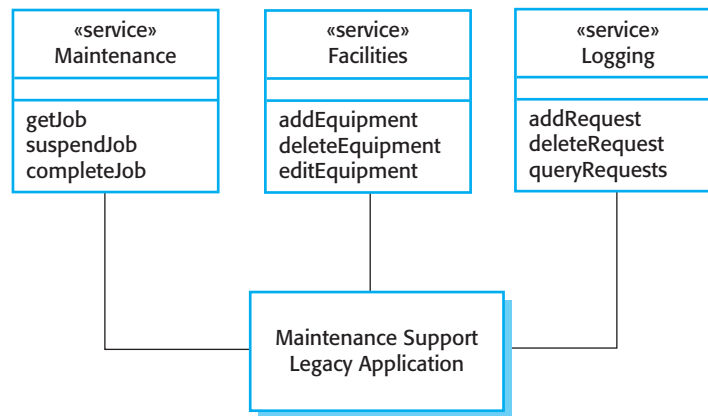 «service»
Maintenance
getJob
suspendJob
completeJob
«service»
Facilities
addEquipment
deleteEquipment
editEquipment
«service»
Logging
addRequest
deleteRequest
queryRequests
Maintenance Support
Legacy Application